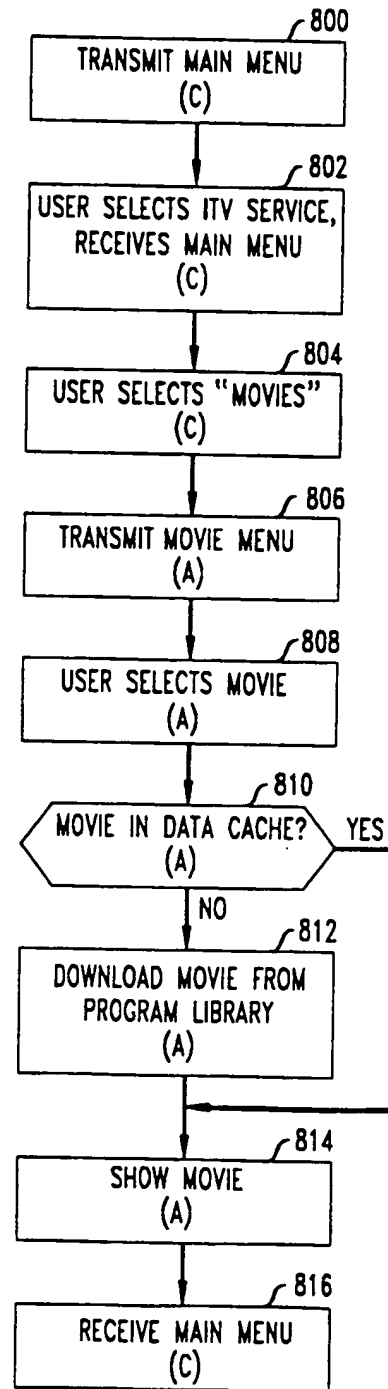 800
TRANSMIT MAIN MENU
(C)
802
USER SELECTS ITV SERVICE,
RECEIVES MAIN MENU
(C)
804
USER SELECTS "MOVIES"
(C)
806
TRANSMIT MOVIE MENU
(A)
808
USER SELECTS MOVIE
(A)
810
MOVIE IN DATA CACHE?
(A)
YES
NO
812
DOWNLOAD MOVIE FROM
PROGRAM LIBRARY
(A)
814
SHOW MOVIE
(A)
816
RECEIVE MAIN MENU
(C)